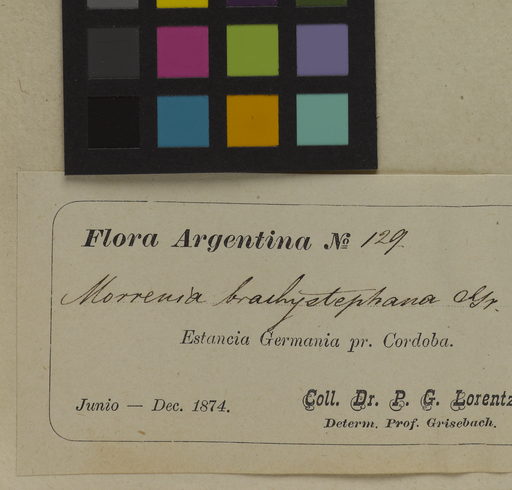 Flora Argentina № 129.
Morrenia brachystephana Gr.
Estancia Germania pr. Cordoba.
Junio — Dec. 1874.
Coll. Dr. P. G. Lorentz
Determ. Prof. Grisebach.